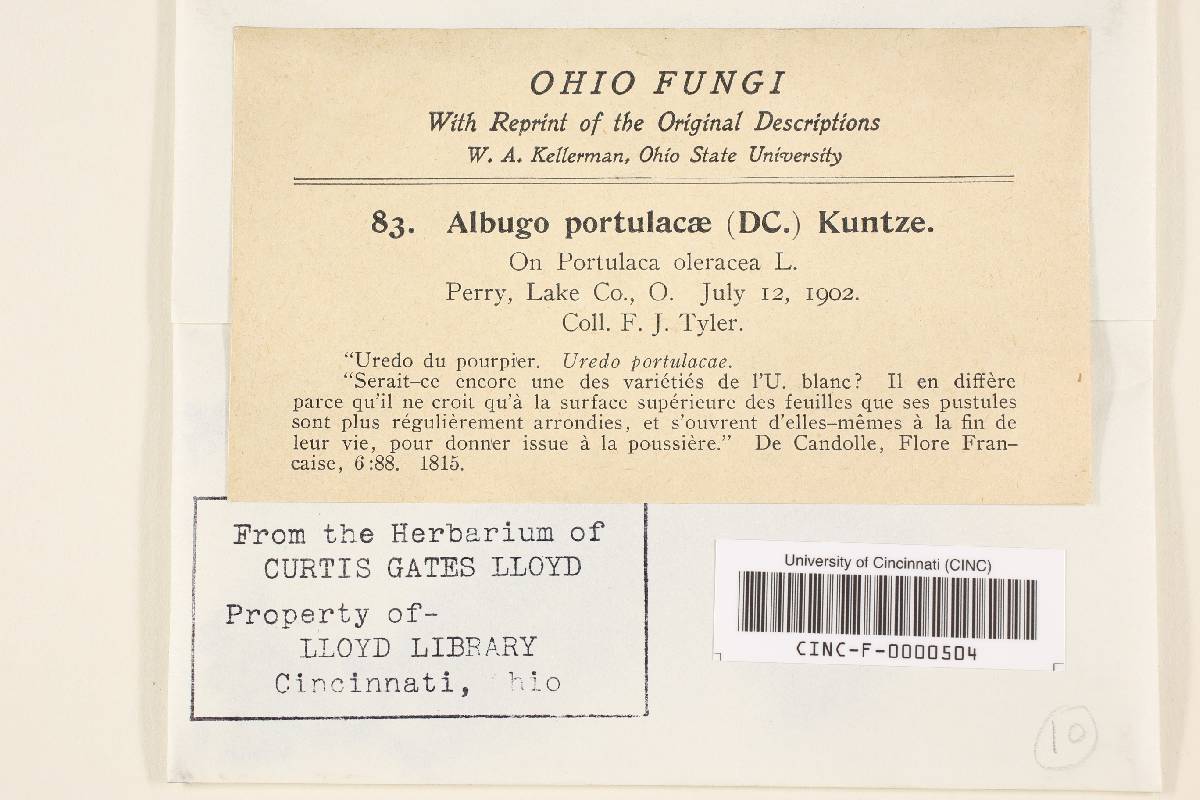 OHIO FUNGI
With Reprint of the Original Descriptions
W. A. Kellerman, Ohio State University
83. Albugo portulacæ (DC.) Kuntze.
On Portulaca oleracea L.
Perry, Lake Co., O. July 12, 1902.
Coll. F. J. Tyler.
“Uredo du pourpier. Uredo portulacae.
“Serait–ce encore une des variétiés de l'U. blanc? Il en diffère
parce qu'il ne croit qu'à la surface supérieure des feuilles que ses pustules
sont plus régulièrement arrondies, et s'ouvrent d'elles–mêmes à la fin de
leur vie, pour donner issue à la poussière.” De Candolle, Flore Fran–
caise, 6:88. 1815.
From the Herbarium of
CURTIS GATES LLOYD
Property of-
LLOYD LIBRARY
Cincinnati, hio
University of Cincinnati (CINC)
CINC-F-0000504
10